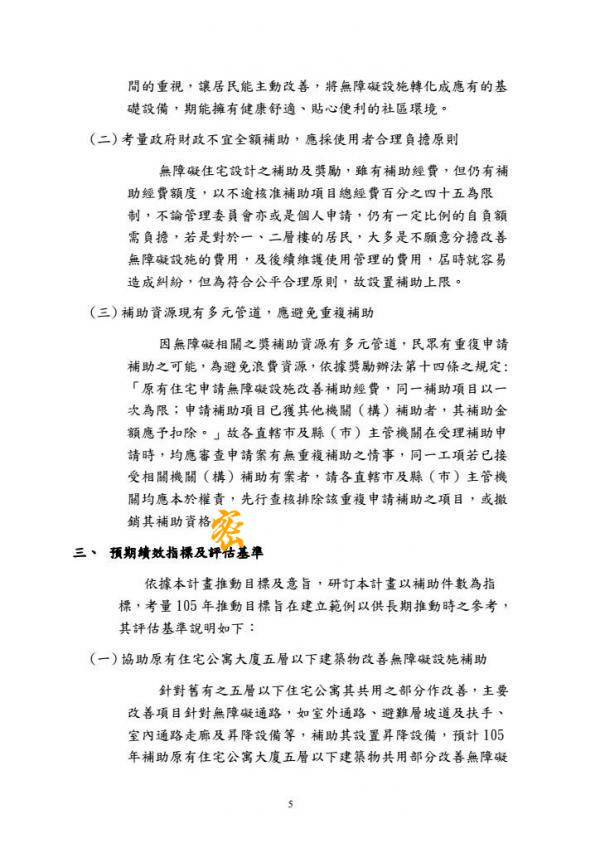 間的重視，讓居民能主動改善，將無障礙設施轉化成應有的基
礎設備，期能擁有健康舒適、貼心便利的社區環境。
(二)考量政府財政不宜全額補助，應採使用者合理負擔原則
無障礙住宅設計之補助及獎勵，雖有補助經費，但仍有補
助經費額度，以不逾核准補助項目總經費百分之四十五為限
制，不論管理委員會亦或是個人申請，仍有一定比例的自負額
需負擔，若是對於一、二層樓的居民，大多是不願意分擔改善
無障礙設施的費用，及後續維護使用管理的費用，屆時就容易
造成糾紛，但為符合公平合理原則，故設置補助上限。
(三)補助資源現有多元管道，應避免重複補助
因無障礙相關之獎補助資源有多元管道，民眾有重復申請
補助之可能，為避免浪費資源，依據獎勵辦法第十四條之規定：
「原有住宅申請無障礙設施改善補助經費，同一補助項目以一
次為限；申請補助項目已獲其他機關（構）補助者，其補助金
額應予扣除。」故各直轄市及縣（市）主管機關在受理補助申
請時，均應審查申請案有無重複補助之情事，同一工項若已接
受相關機關（構）補助有案者，請各直轄市及縣（市）主管機
關均應本於權責，先行查核排除該重複申請補助之項目，或撤
銷其補助資格
密
三、 預期績效指標及評估基準
依據本計畫推動目標及意旨，研訂本計畫以補助件數為指
標，考量 105 年推動目標旨在建立範例以供長期推動時之參考，
其評估基準說明如下：
(一)協助原有住宅公寓大廈五層以下建築物改善無障礙設施補助
針對舊有之五層以下住宅公寓其共用之部分作改善，主要
改善項目針對無障礙通路，如室外通路、避難層坡道及扶手、
室內通路走廊及昇降設備等，補助其設置昇降設備，預計 105
年補助原有住宅公寓大廈五層以下建築物共用部分改善無障礙
5